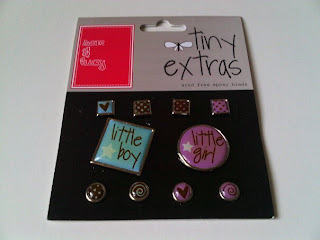 tiny
extras
acid free epoxy brads
little
boy
little
girl